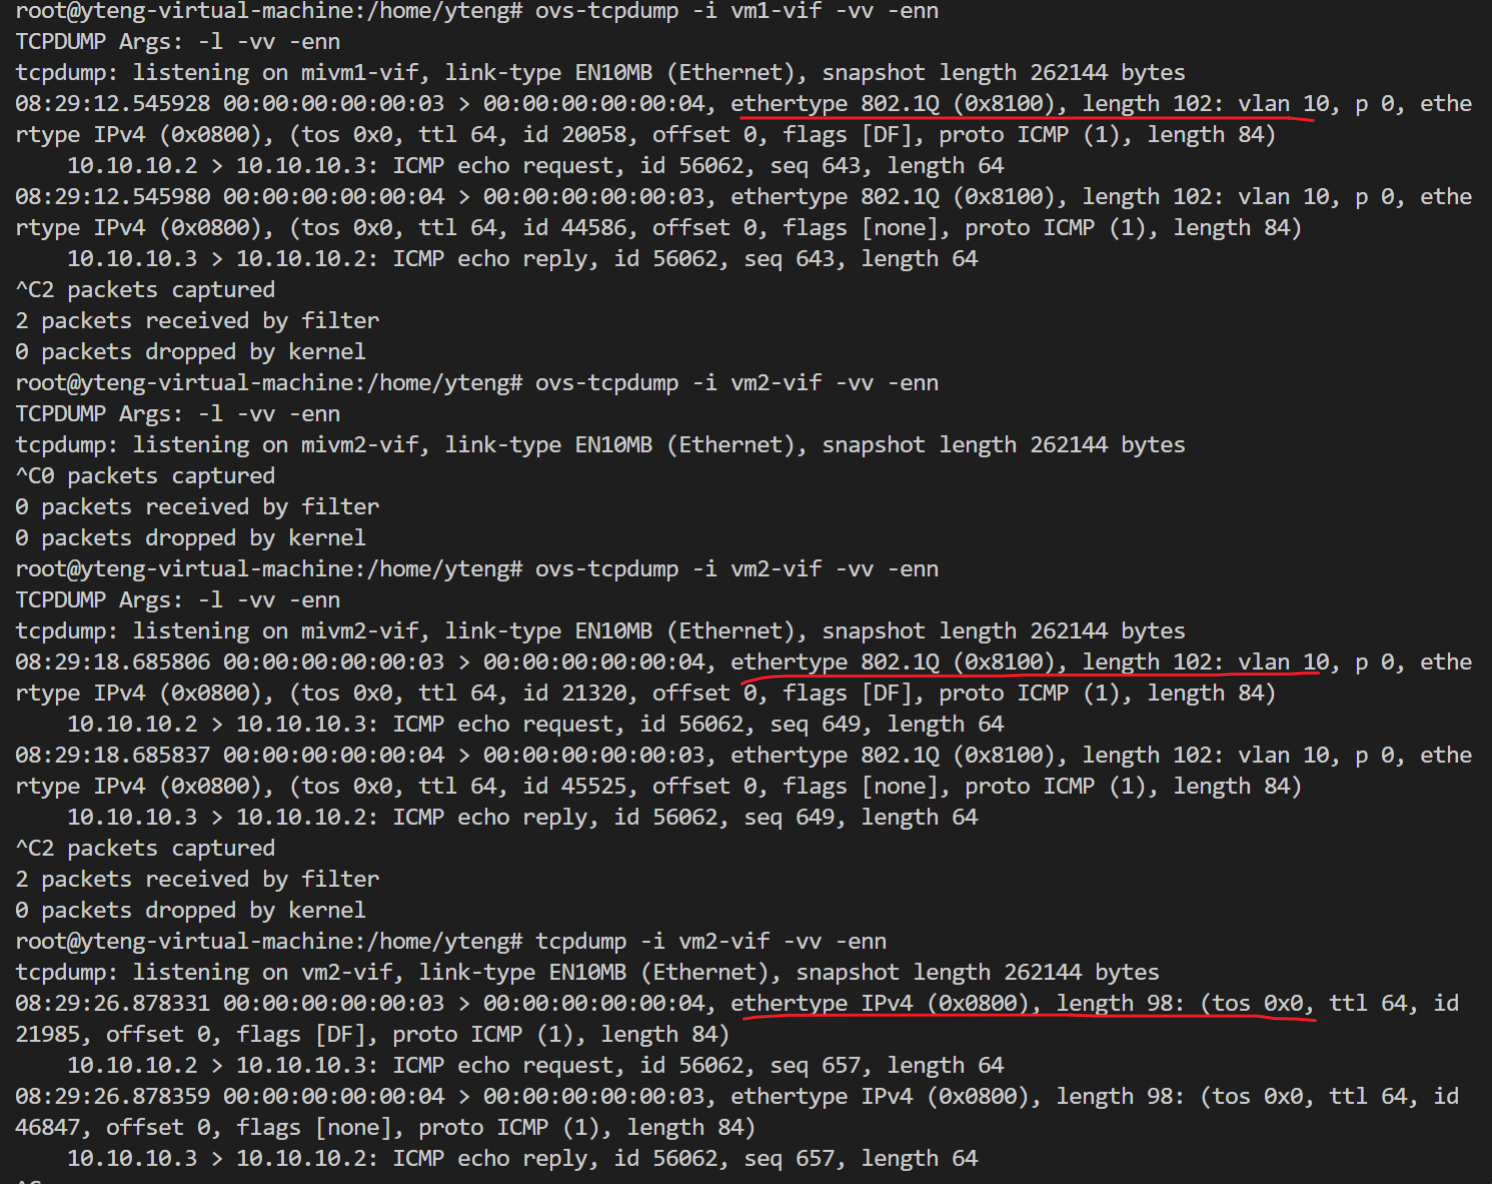 root@yteng-virtual-machine:/home/yteng# ovs-tcpdump -i vm1-vif -vv -enn
TCPDUMP Args: -l -vv -enn
tcpdump: listening on mivm1-vif, link-type EN10MB (Ethernet), snapshot length 262144 bytes
08:29:12.545928 00:00:00:00:00:03 > 00:00:00:00:00:04, ethertype 802.1Q (0x8100), length 102: vlan 10, p 0, ethe
rtype IPv4 (0x0800), (tos 0x0, ttl 64, id 20058, offset 0, flags [DF], proto ICMP (1), length 84)
    10.10.10.2 > 10.10.10.3: ICMP echo request, id 56062, seq 643, length 64
08:29:12.545980 00:00:00:00:00:04 > 00:00:00:00:00:03, ethertype 802.1Q (0x8100), length 102: vlan 10, p 0, ethe
rtype IPv4 (0x0800), (tos 0x0, ttl 64, id 44586, offset 0, flags [none], proto ICMP (1), length 84)
    10.10.10.3 > 10.10.10.2: ICMP echo reply, id 56062, seq 643, length 64
^C2 packets captured
2 packets received by filter
0 packets dropped by kernel
root@yteng-virtual-machine:/home/yteng# ovs-tcpdump -i vm2-vif -vv -enn
TCPDUMP Args: -l -vv -enn
tcpdump: listening on mivm2-vif, link-type EN10MB (Ethernet), snapshot length 262144 bytes
^C0 packets captured
0 packets received by filter
0 packets dropped by kernel
root@yteng-virtual-machine:/home/yteng# ovs-tcpdump -i vm2-vif -vv -enn
TCPDUMP Args: -l -vv -enn
tcpdump: listening on mivm2-vif, link-type EN10MB (Ethernet), snapshot length 262144 bytes
08:29:18.685806 00:00:00:00:00:03 > 00:00:00:00:00:04, ethertype 802.1Q (0x8100), length 102: vlan 10, p 0, ethe
rtype IPv4 (0x0800), (tos 0x0, ttl 64, id 21320, offset 0, flags [DF], proto ICMP (1), length 84)
    10.10.10.2 > 10.10.10.3: ICMP echo request, id 56062, seq 649, length 64
08:29:18.685837 00:00:00:00:00:04 > 00:00:00:00:00:03, ethertype 802.1Q (0x8100), length 102: vlan 10, p 0, ethe
rtype IPv4 (0x0800), (tos 0x0, ttl 64, id 45525, offset 0, flags [none], proto ICMP (1), length 84)
    10.10.10.3 > 10.10.10.2: ICMP echo reply, id 56062, seq 649, length 64
^C2 packets captured
2 packets received by filter
0 packets dropped by kernel
root@yteng-virtual-machine:/home/yteng# tcpdump -i vm2-vif -vv -enn
tcpdump: listening on vm2-vif, link-type EN10MB (Ethernet), snapshot length 262144 bytes
08:29:26.878331 00:00:00:00:00:03 > 00:00:00:00:00:04, ethertype IPv4 (0x0800), length 98: (tos 0x0, ttl 64, id
21985, offset 0, flags [DF], proto ICMP (1), length 84)
    10.10.10.2 > 10.10.10.3: ICMP echo request, id 56062, seq 657, length 64
08:29:26.878359 00:00:00:00:00:04 > 00:00:00:00:00:03, ethertype IPv4 (0x0800), length 98: (tos 0x0, ttl 64, id
46847, offset 0, flags [none], proto ICMP (1), length 84)
    10.10.10.3 > 10.10.10.2: ICMP echo reply, id 56062, seq 657, length 64